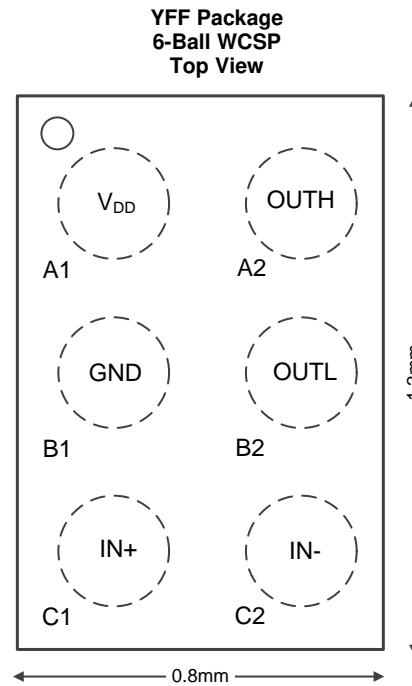 YFF Package
6-Ball WCSP
Top View
VDD
OUTH
A1
A2
GND
OUTL
B1
B2
IN+
IN-
C1
C2
0.8mm